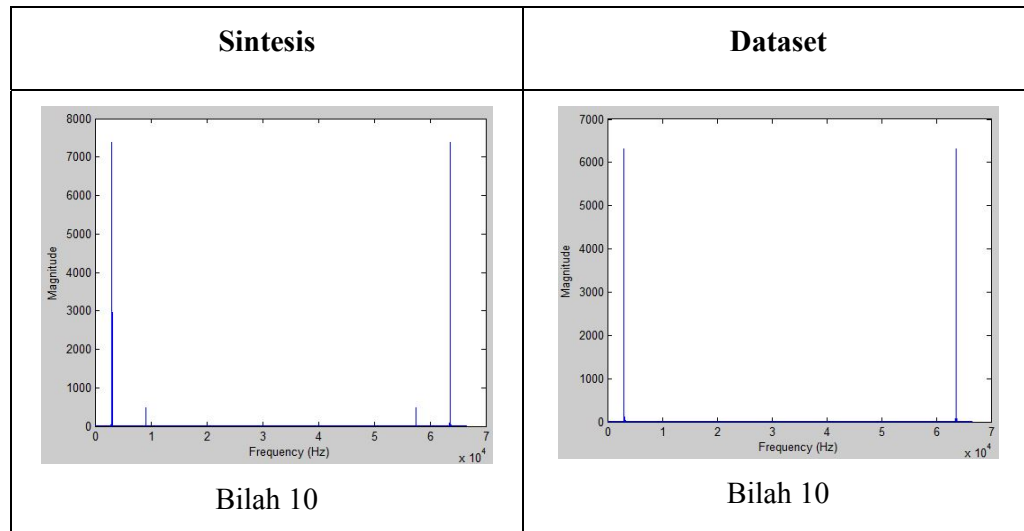 Sintesis
Dataset
8000
7000
6000
5000
4000
3000
2000
1000
0
Magnitude
0 1 2 3 4 5 6 7
Frequency (Hz)
x 10^4
Bilah 10
7000
6000
5000
4000
3000
2000
1000
0
Magnitude
0 1 2 3 4 5 6 7
Frequency (Hz)
x 10^4
Bilah 10